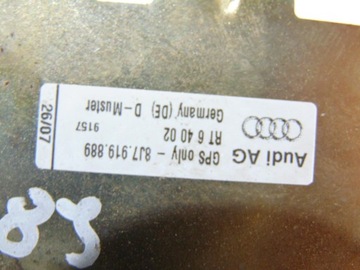 Audi AG
GPS only – 8J7.919.889
RT 6 40 02
9157
Germany (DE) D–Muster
26/07